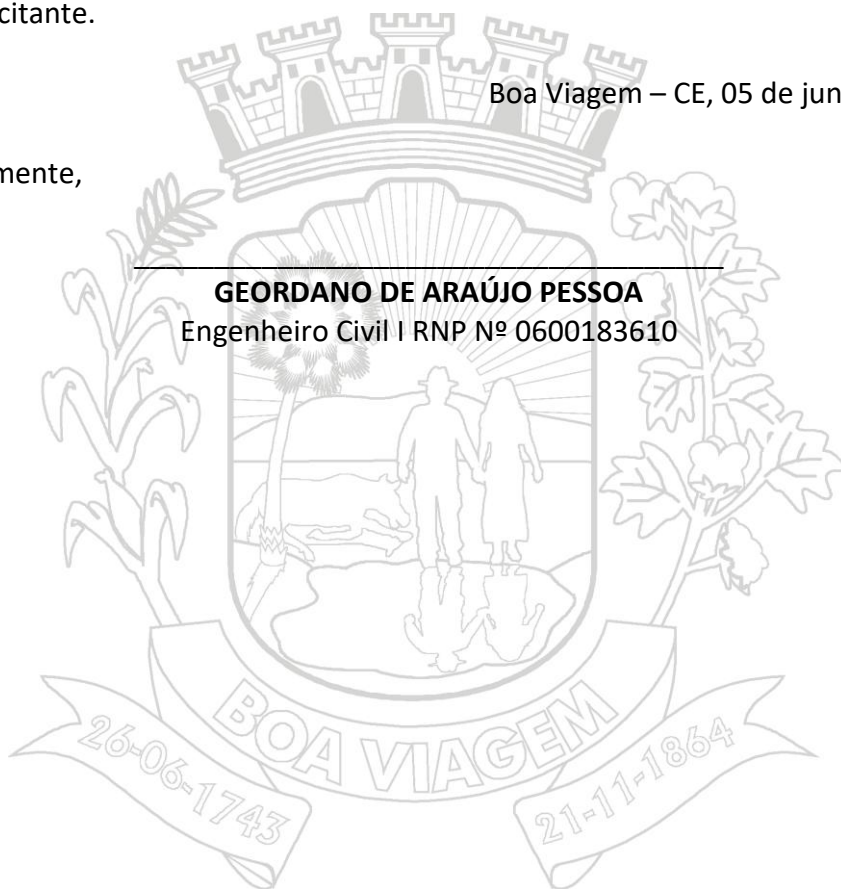 citante.
Boa Viagem – CE, 05 de jun
mente,
GEORDANO DE ARAÚJO PESSOA
Engenheiro Civil I RNP Nº 0600183610
BOA VIAGEM
26-06-1743
21-11-1864